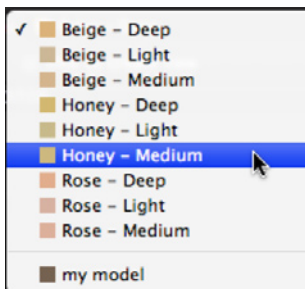 Beige – Deep
Beige – Light
Beige – Medium
Honey – Deep
Honey – Light
Honey – Medium
Rose – Deep
Rose – Light
Rose – Medium
my model